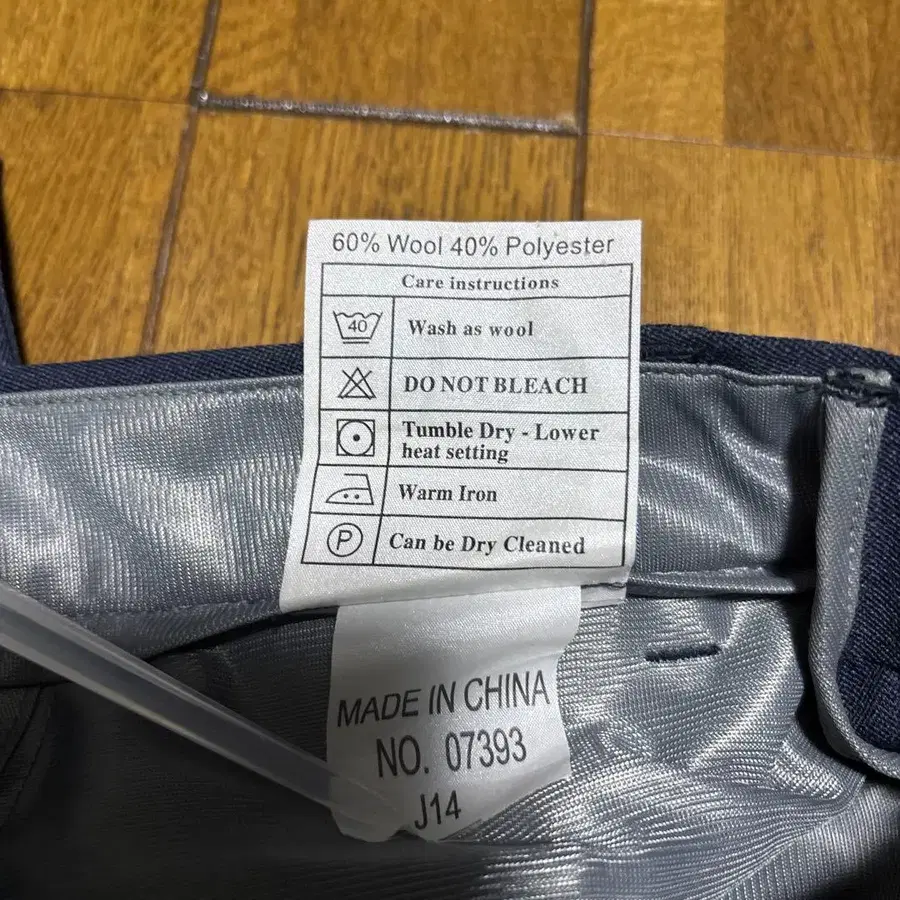 60% Wool 40% Polyester
Care instructions
40 Wash as wool
DO NOT BLEACH
Tumble Dry - Lower
heat setting
Warm Iron
P Can be Dry Cleaned
MADE IN CHINA
NO. 07393
J14